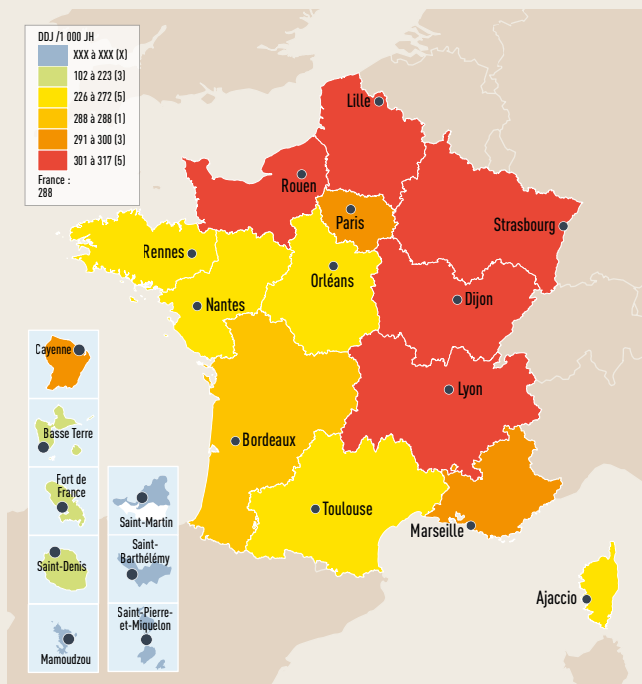 DDJ /1 000 JH
XXX à XXX (X)
102 à 223 (3)
226 à 272 (5)
288 à 288 (1)
291 à 300 (3)
301 à 317 (5)
France :
288
Lille
Rouen
Paris
Strasbourg
Rennes
Orléans
Nantes
Dijon
Cayenne
Lyon
Basse Terre
Bordeaux
Fort de
France
Saint-Martin
Toulouse
Marseille
Saint-Denis
Saint-
Barthélémy
Ajaccio
Saint-Pierre-
et-Miquelon
Mamoudzou